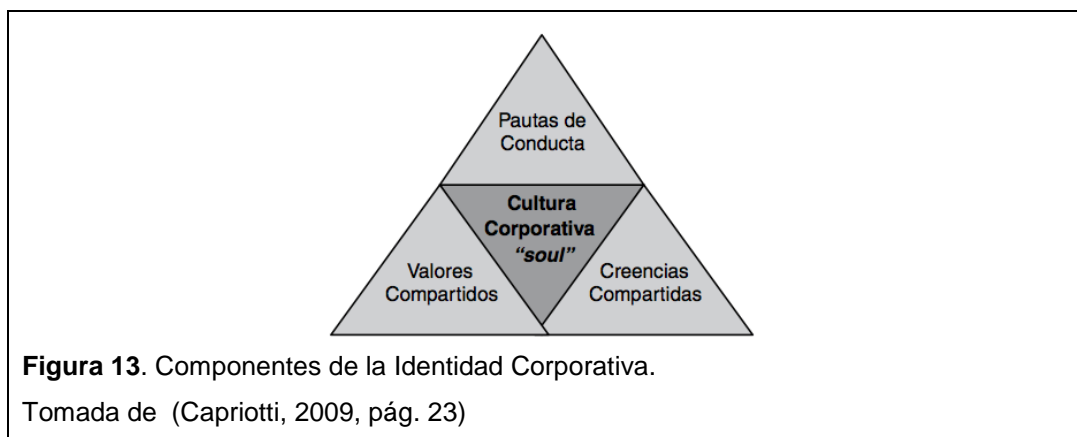 Pautas de
Conducta
Cultura
Corporativa
“soul”
Valores
Compartidos
Creencias
Compartidas
Figura 13. Componentes de la Identidad Corporativa.
Tomada de (Capriotti, 2009, pág. 23)